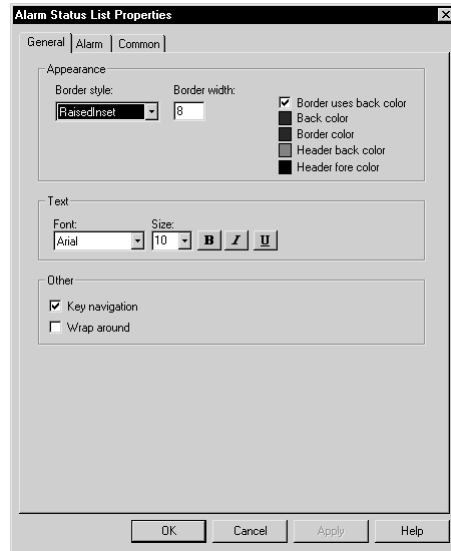 Alarm Status List Properties
General Alarm Common
Appearance
Border style: Border width:
RaisedInset 8
Border uses back color
Back color
Border color
Header back color
Header fore color
Text
Font: Size:
Arial 10 B I U
Other
Key navigation
Wrap around
OK Cancel Apply Help